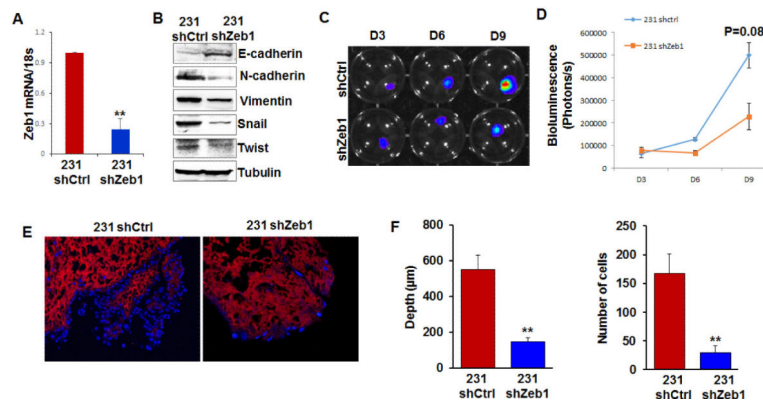 A
Zeb1 mRNA/18s
1.2
0.9
0.6
0.3
0
**
231
shCtrl
231
shZeb1
B
231
shCtrl
231
shZeb1
E-cadherin
N-cadherin
Vimentin
Snail
Twist
Tubulin
C
D3 D6 D9
shCtrl
shZeb1
D
231 shctrl
231 shZeb1
P=0.08
Bioluminescence
(Photons/s)
600000
500000
400000
300000
200000
100000
0
D3 D6 D9
E
231 shCtrl
231 shZeb1
F
Depth (µm)
800
600
400
200
0
**
231
shCtrl
231
shZeb1
Number of cells
250
200
150
100
50
0
**
231
shCtrl
231
shZeb1